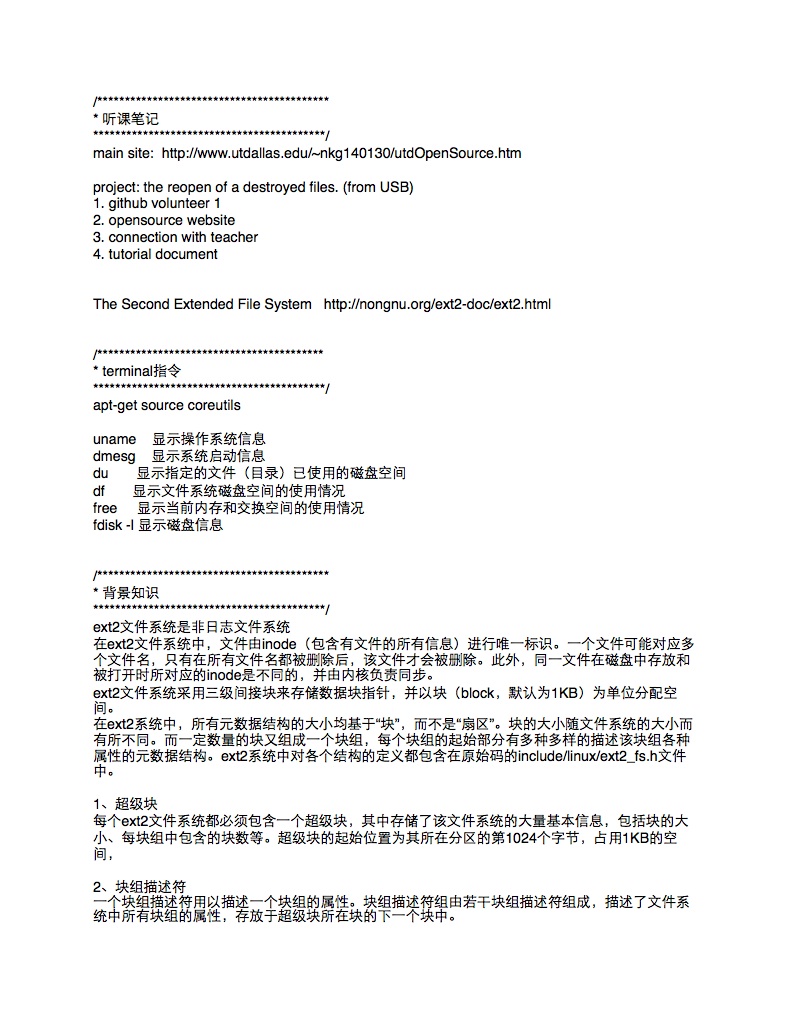 /******************************************
* 听课笔记
******************************************/
main site:  http://www.utdallas.edu/~nkg140130/utdOpenSource.htm
project: the reopen of a destroyed files. (from USB)
1. github volunteer 1
2. opensource website
3. connection with teacher
4. tutorial document
The Second Extended File System   http://nongnu.org/ext2-doc/ext2.html
/*****************************************
* terminal指令
******************************************/
apt-get source coreutils
uname    显示操作系统信息
dmesg    显示系统启动信息
du       显示指定的文件（目录）已使用的磁盘空间
df       显示文件系统磁盘空间的使用情况
free     显示当前内存和交换空间的使用情况
fdisk -l 显示磁盘信息
/******************************************
* 背景知识
******************************************/
ext2文件系统是非日志文件系统
在ext2文件系统中，文件由inode（包含有文件的所有信息）进行唯一标识。一个文件可能对应多
个文件名，只有在所有文件名都被删除后，该文件才会被删除。此外，同一文件在磁盘中存放和
被打开时所对应的inode是不同的，并由内核负责同步。
ext2文件系统采用三级间接块来存储数据块指针，并以块（block，默认为1KB）为单位分配空
间。
在ext2系统中，所有元数据结构的大小均基于“块”，而不是“扇区”。块的大小随文件系统的大小而
有所不同。而一定数量的块又组成一个块组，每个块组的起始部分有多种多样的描述该块组各种
属性的元数据结构。ext2系统中对各个结构的定义都包含在原始码的include/linux/ext2_fs.h文件
中。
1、超级块
每个ext2文件系统都必须包含一个超级块，其中存储了该文件系统的大量基本信息，包括块的大
小、每块组中包含的块数等。超级块的起始位置为其所在分区的第1024个字节，占用1KB的空
间，
2、块组描述符
一个块组描述符用以描述一个块组的属性。块组描述符组由若干块组描述符组成，描述了文件系
统中所有块组的属性，存放于超级块所在块的下一个块中。